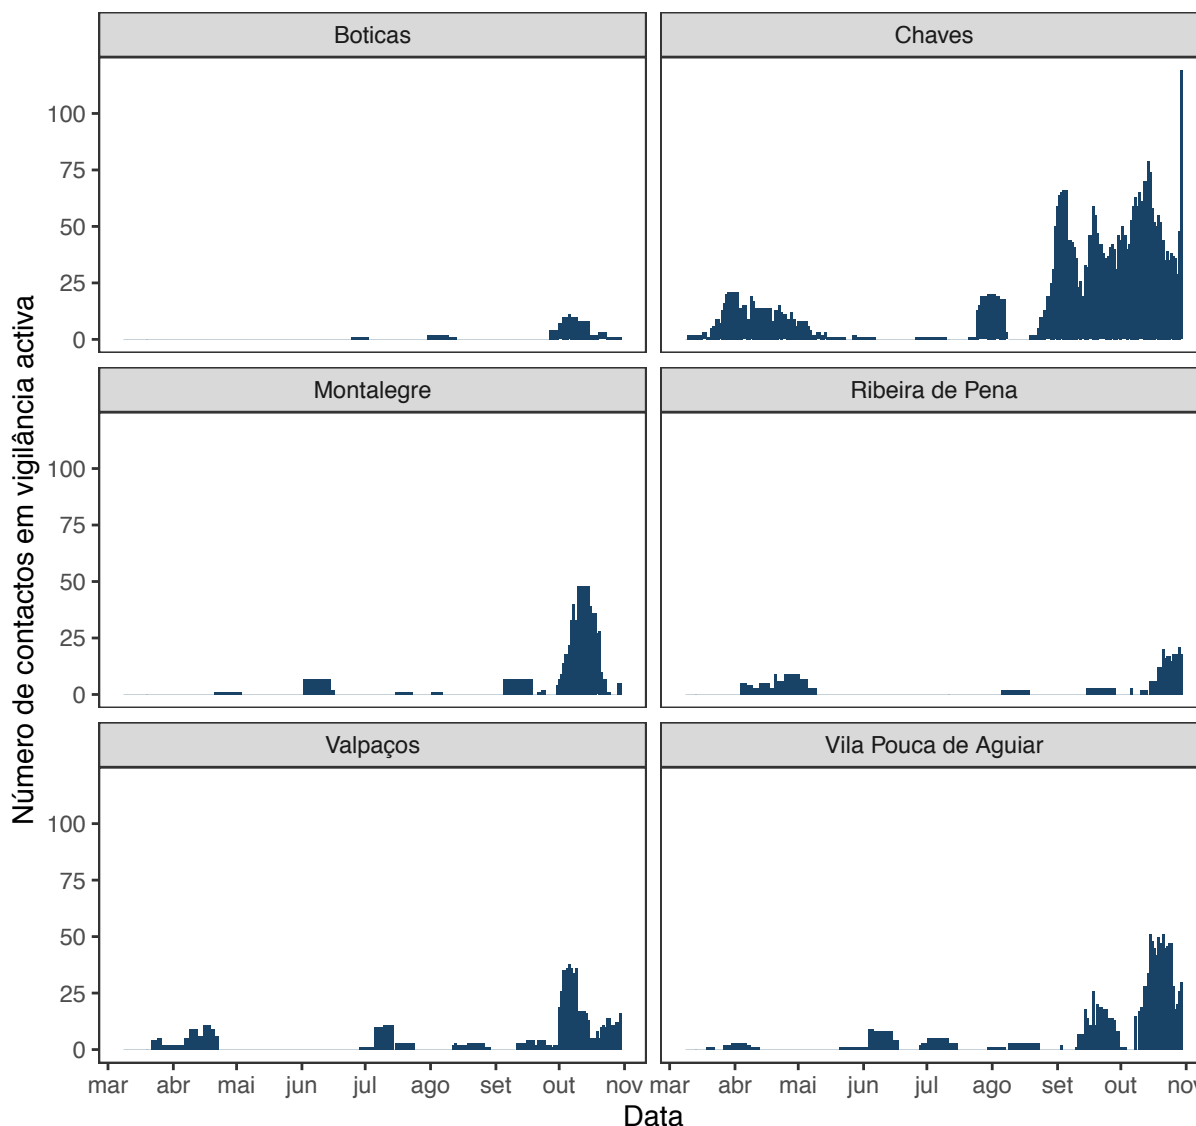 Boticas
Chaves
100
75
50
25
0
Montalegre
Ribeira de Pena
100
75
50
25
0
Valpaços
Vila Pouca de Aguiar
100
75
50
25
0
mar abr mai jun jul ago set out nov
mar abr mai jun jul ago set out nov
Data
Número de contactos em vigilância activa